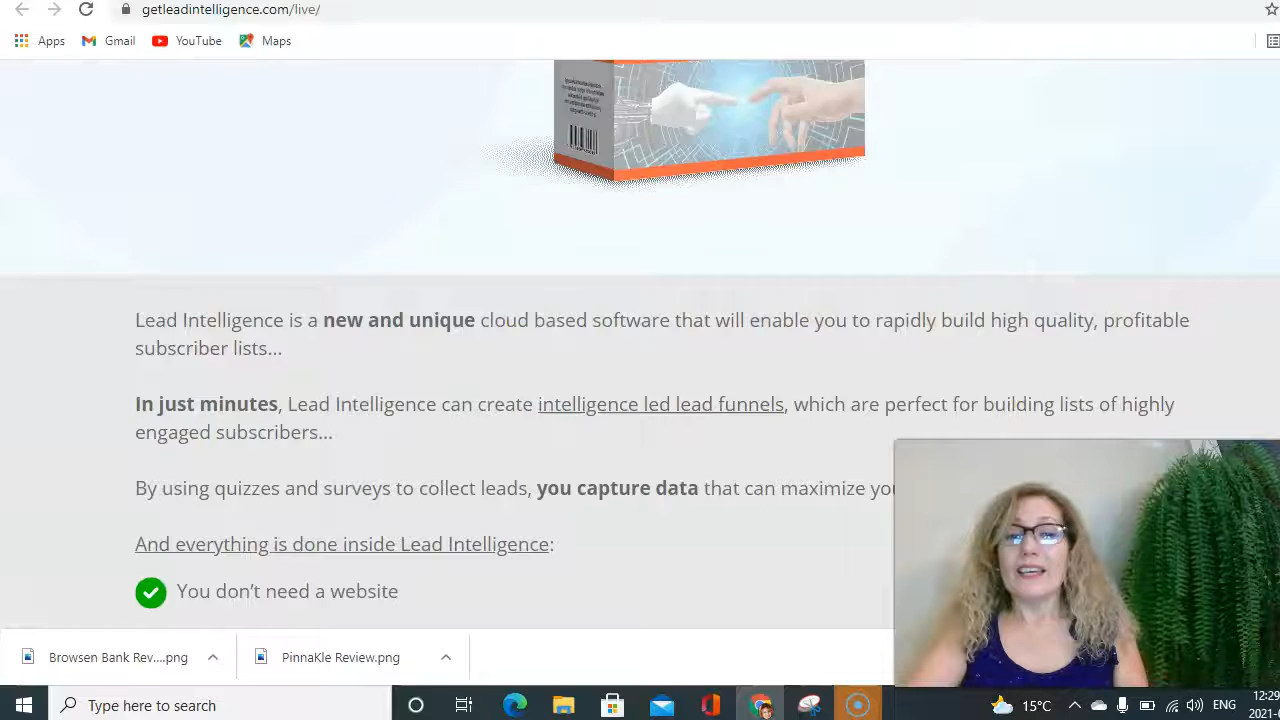 getleadintelligence.com/live/
Apps Gmail YouTube Maps
Lead Intelligence is a new and unique cloud based software that will enable you to rapidly build high quality, profitable
subscriber lists...
In just minutes, Lead Intelligence can create intelligence led lead funnels, which are perfect for building lists of highly
engaged subscribers...
By using quizzes and surveys to collect leads, you capture data that can maximize
And everything is done inside Lead Intelligence:
You don't need a website
Browsen Bank Rev....png PinnaKle Review.png
Type here to search 15°C ENG 12:29